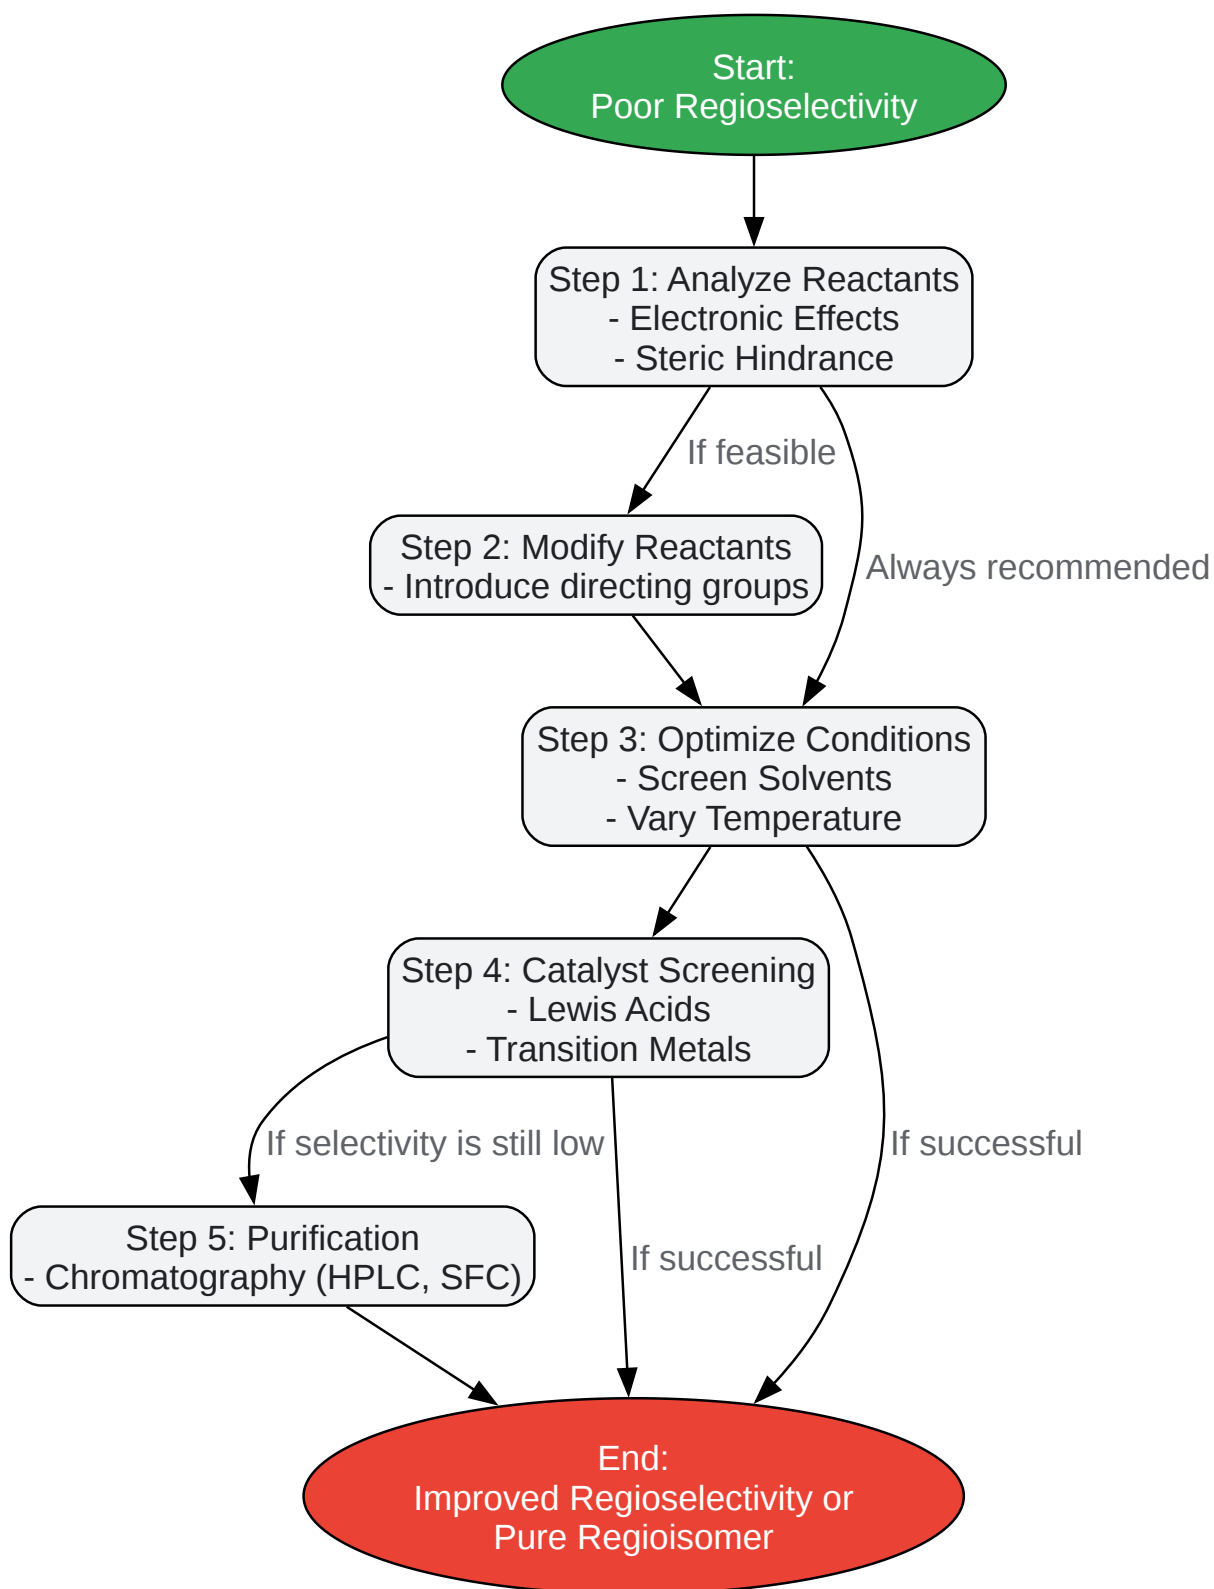 Start:
Poor Regioselectivity
Step 1: Analyze Reactants
- Electronic Effects
- Steric Hindrance
If feasible
Always recommended
Step 2: Modify Reactants
- Introduce directing groups
Step 3: Optimize Conditions
- Screen Solvents
- Vary Temperature
Step 4: Catalyst Screening
- Lewis Acids
- Transition Metals
If selectivity is still low
If successful
Step 5: Purification
- Chromatography (HPLC, SFC)
If successful
End:
Improved Regioselectivity or
Pure Regioisomer